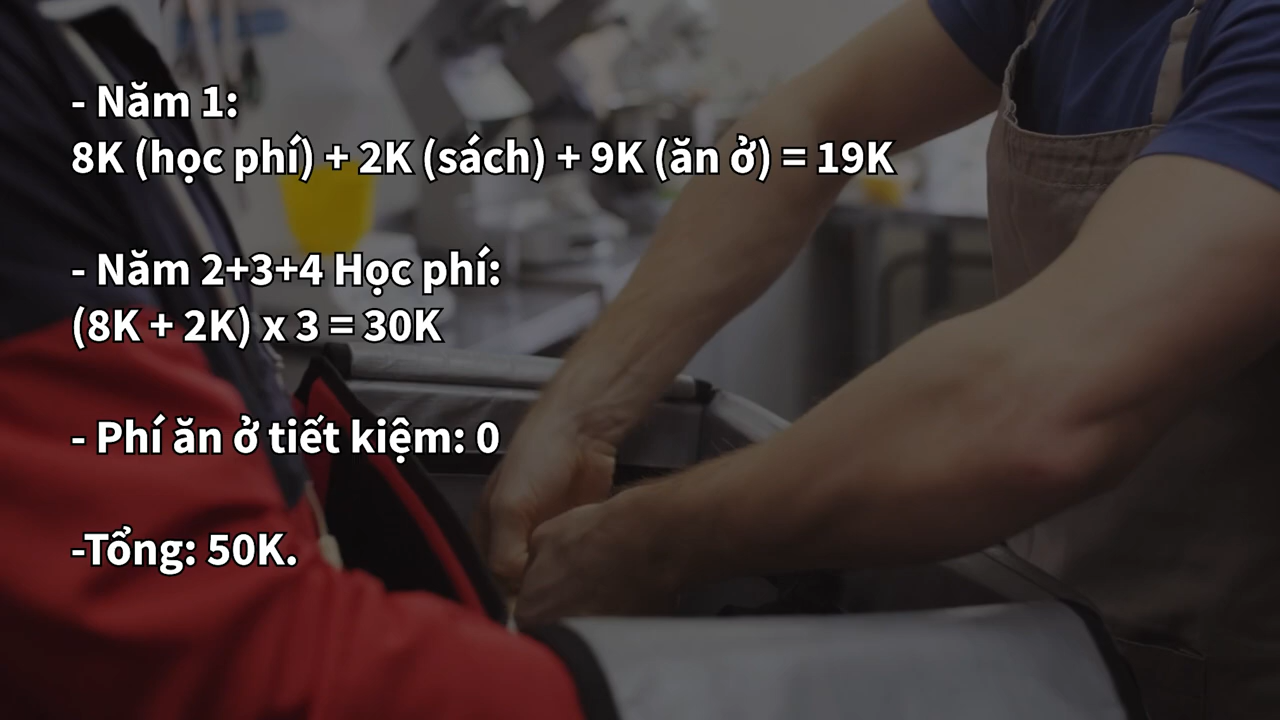 - Năm 1:
8K (học phí) + 2K (sách) + 9K (ăn ở) = 19K
- Năm 2+3+4 Học phí:
(8K + 2K) x 3 = 30K
- Phí ăn ở tiết kiệm: 0
-Tổng: 50K.